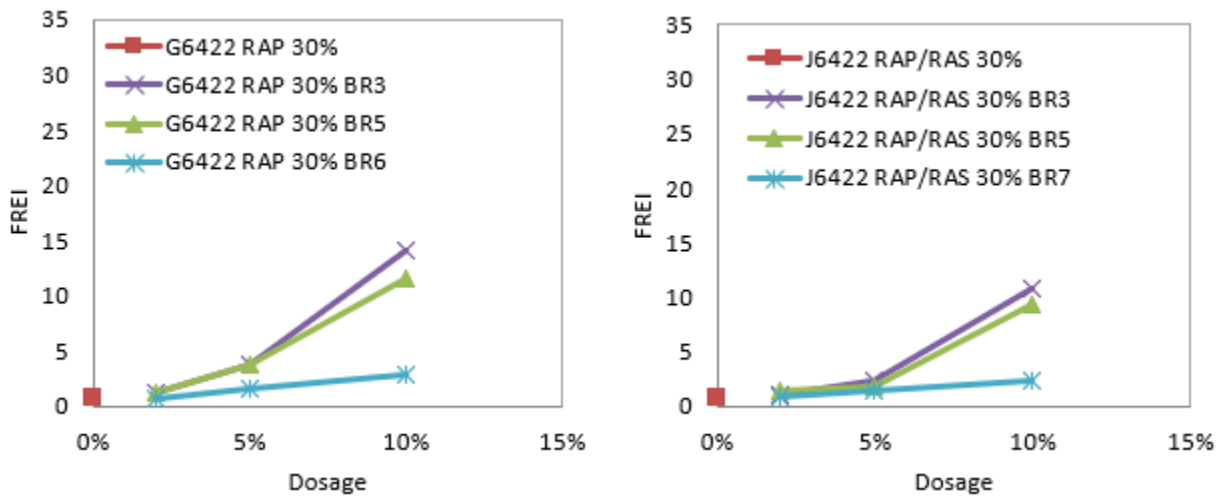 35
30
25
20
15
10
5
0
FREI
G6422 RAP 30%
G6422 RAP 30% BR3
G6422 RAP 30% BR5
G6422 RAP 30% BR6
0% 5% 10% 15%
Dosage
35
30
25
20
15
10
5
0
FREI
J6422 RAP/RAS 30%
J6422 RAP/RAS 30% BR3
J6422 RAP/RAS 30% BR5
J6422 RAP/RAS 30% BR7
0% 5% 10% 15%
Dosage